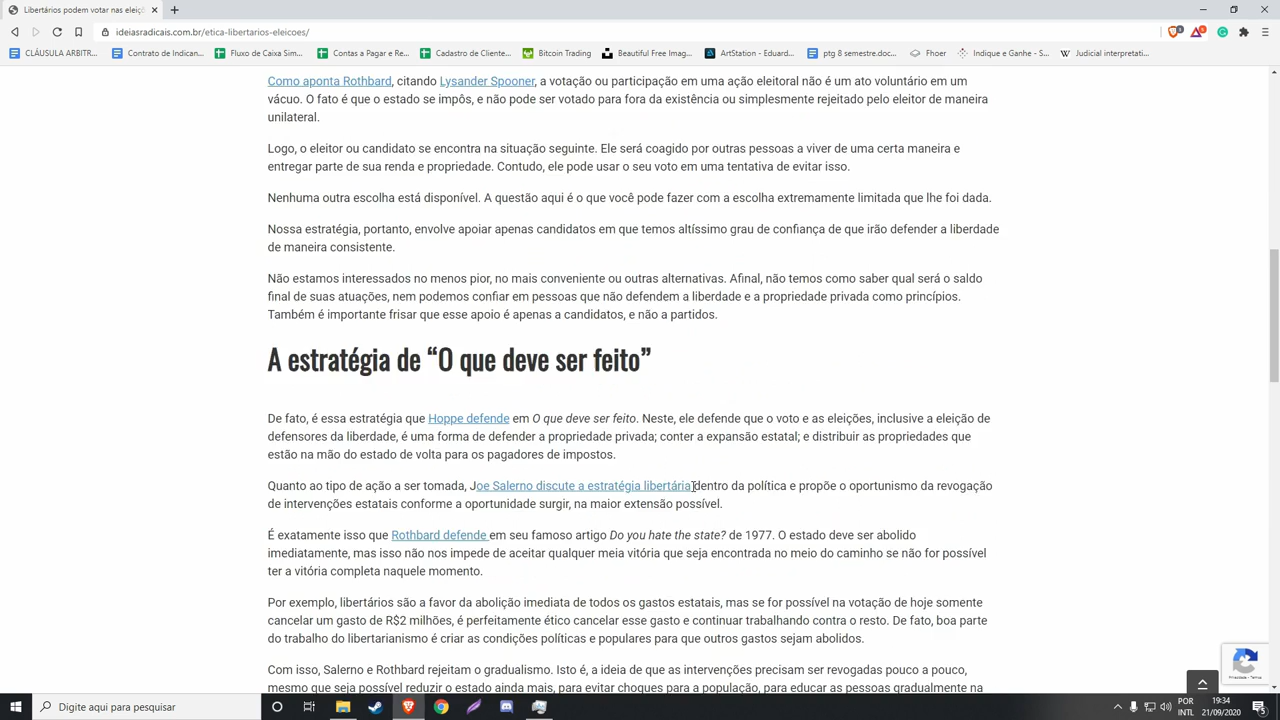 Libertários podem votar nas eleiç
ideiasradicais.com.br/etica-libertarios-eleicoes/
CLÁUSULA ARBITR...
Contrato de Indican...
Fluxo de Caixa Sim...
Contas a Pagar e Re...
Cadastro de Cliente...
Bitcoin Trading
Beautiful Free Imag...
ArtStation - Eduard...
ptg 8 semestre.doc...
Fhoer
Indique e Ganhe - S...
Judicial interpretati...
Como aponta Rothbard, citando Lysander Spooner, a votação ou participação em uma ação eleitoral não é um ato voluntário em um
vácuo. O fato é que o estado se impôs, e não pode ser votado para fora da existência ou simplesmente rejeitado pelo eleitor de maneira
unilateral.
Logo, o eleitor ou candidato se encontra na situação seguinte. Ele será coagido por outras pessoas a viver de uma certa maneira e
entregar parte de sua renda e propriedade. Contudo, ele pode usar o seu voto em uma tentativa de evitar isso.
Nenhuma outra escolha está disponível. A questão aqui é o que você pode fazer com a escolha extremamente limitada que lhe foi dada.
Nossa estratégia, portanto, envolve apoiar apenas candidatos em que temos altíssimo grau de confiança de que irão defender a liberdade
de maneira consistente.
Não estamos interessados no menos pior, no mais conveniente ou outras alternativas. Afinal, não temos como saber qual será o saldo
final de suas atuações, nem podemos confiar em pessoas que não defendem a liberdade e a propriedade privada como princípios.
Também é importante frisar que esse apoio é apenas a candidatos, e não a partidos.
A estratégia de “O que deve ser feito”
De fato, é essa estratégia que Hoppe defende em O que deve ser feito. Neste, ele defende que o voto e as eleições, inclusive a eleição de
defensores da liberdade, é uma forma de defender a propriedade privada; conter a expansão estatal; e distribuir as propriedades que
estão na mão do estado de volta para os pagadores de impostos.
Quanto ao tipo de ação a ser tomada, Joe Salerno discute a estratégia libertária dentro da política e propõe o oportunismo da revogação
de intervenções estatais conforme a oportunidade surgir, na maior extensão possível.
É exatamente isso que Rothbard defende em seu famoso artigo Do you hate the state? de 1977. O estado deve ser abolido
imediatamente, mas isso não nos impede de aceitar qualquer meia vitória que seja encontrada no meio do caminho se não for possível
ter a vitória completa naquele momento.
Por exemplo, libertários são a favor da abolição imediata de todos os gastos estatais, mas se for possível na votação de hoje somente
cancelar um gasto de R$2 milhões, é perfeitamente ético cancelar esse gasto e continuar trabalhando contra o resto. De fato, boa parte
do trabalho do libertarianismo é criar as condições políticas e populares para que outros gastos sejam abolidos.
Com isso, Salerno e Rothbard rejeitam o gradualismo. Isto é, a ideia de que as intervenções precisam ser revogadas pouco a pouco,
mesmo que seja possível reduzir o estado ainda mais, para evitar choques para a população, para educar as pessoas gradualmente na
Digite aqui para pesquisar
POR
INTL
19:34
21/09/2020